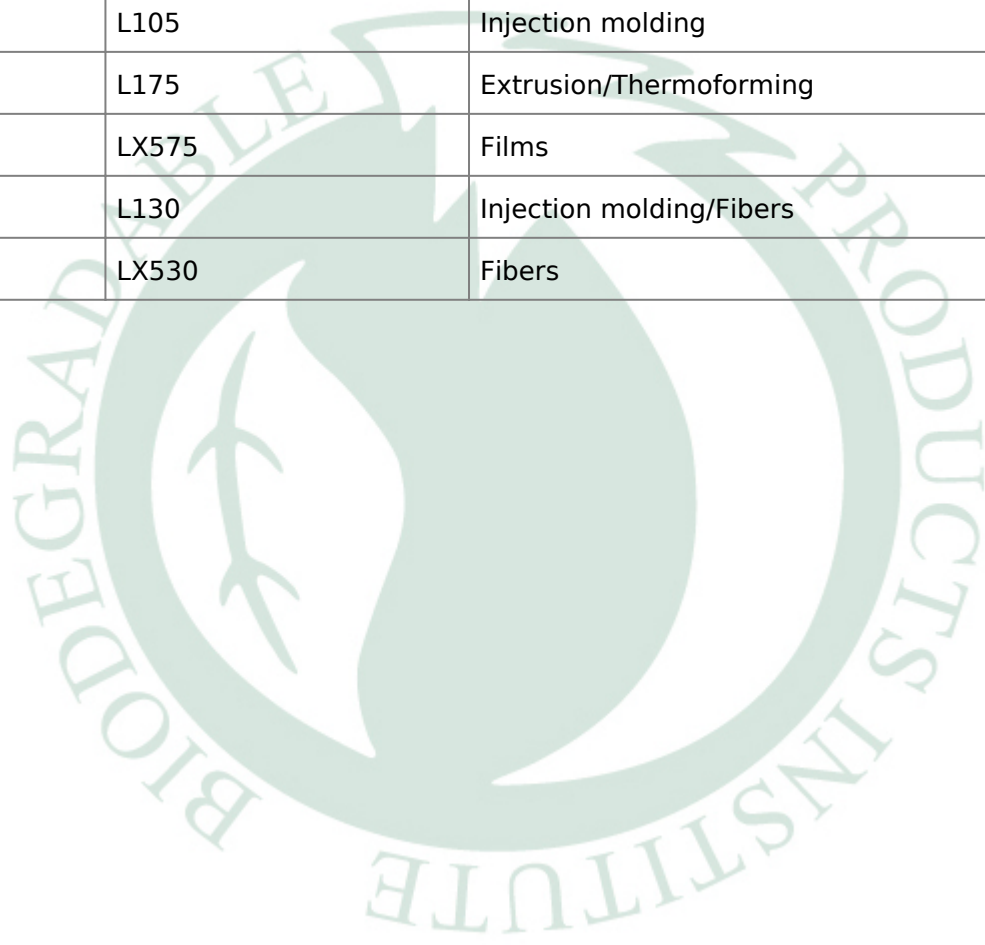 L105 Injection molding
L175 Extrusion/Thermoforming
LX575 Films
L130 Injection molding/Fibers
LX530 Fibers
BIODEGRADABLE PRODUCTS INSTITUTE